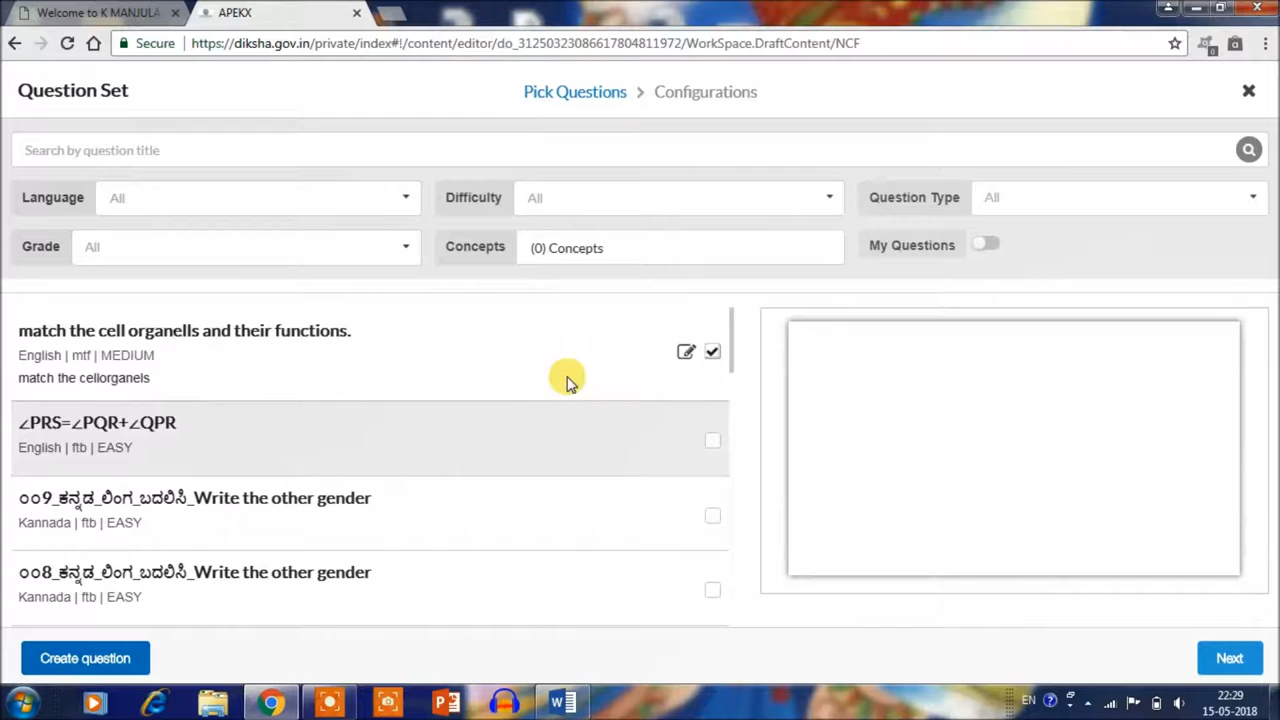 Welcome to K MANJULA
APEKX
Secure
https://diksha.gov.in/private/index#!/content/editor/do_31250323086617804811972/WorkSpace.DraftContent/NCF
Question Set
Pick Questions > Configurations
Search by question title
Language All
Difficulty All
Question Type All
Grade All
Concepts (0) Concepts
My Questions
match the cell organells and their functions.
English | mtf | MEDIUM
match the cellorganels
∠PRS=∠PQR+∠QPR
English | ftb | EASY
೦೦9_ಕನ್ನಡ_ಲಿಂಗ_ಬದಲಿಸಿ_Write the other gender
Kannada | ftb | EASY
೦೦8_ಕನ್ನಡ_ಲಿಂಗ_ಬದಲಿಸಿ_Write the other gender
Kannada | ftb | EASY
Create question
Next
EN
22:29
15-05-2018